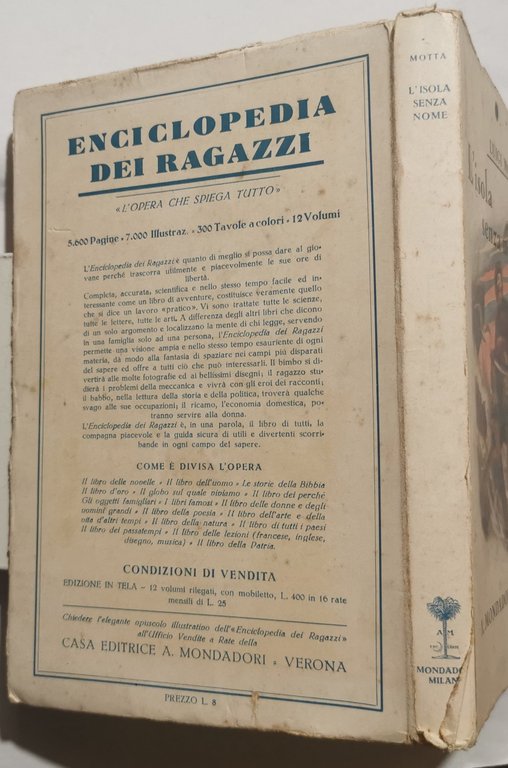 ENCICLOPEDIA
DEI RAGAZZI
«L'OPERA CHE SPIEGA TUTTO»
5.600 Pagine - 7.000 Illustraz. - 300 Tavole a colori - 12 Volumi
L'Enciclopedia dei Ragazzi è quanto di meglio si possa dare al gio-
vane perchè trascorra utilmente e piacevolmente le sue ore di
libertà.
Completa, accurata, scientifica e nello stesso tempo facile ed in-
teressante come un libro di avventure, costituisce veramente quello
che si dice un lavoro «pratico». Vi sono trattate tutte le scienze,
tutte le lettere, tutte le arti. A differenza degli altri libri che dicono
di un solo argomento e localizzano la mente di chi legge, servendo
in una famiglia solo ad una persona, l'Enciclopedia dei Ragazzi
permette una visione ampia e nello stesso tempo esauriente di ogni
materia, dà modo alla fantasia di spaziare nei campi più disparati
del sapere ed offre a tutti ciò che può interessarli. Il bimbo si di-
vertirà alle molte fotografie ed ai bellissimi disegni; il ragazzo stu-
dierà i problemi della meccanica e vivrà con gli eroi dei racconti;
il babbo, nella lettura della storia e della politica, troverà qualche
svago alle sue occupazioni; il ricamo, l'economia domestica, po-
tranno servire alla donna.
L'Enciclopedia dei Ragazzi è, in una parola, il libro di tutti, la
compagna piacevole e la guida sicura di utili e divertenti scorri-
bande in ogni campo del sapere.
COME È DIVISA L'OPERA
Il libro delle novelle - Il libro dell'uomo - Le storie della Bibbia
Il libro d'oro - Il globo sul quale viviamo - Il libro dei perchè
Gli oggetti famigliari - I libri famosi - Il libro delle donne e degli
uomini grandi - Il libro della poesia - Il libro dell'arte e della
vita d'altri tempi - Il libro della natura - Il libro di tutti i paesi
Il libro dei passatempi - Il libro delle lezioni (francese, inglese,
disegno, musica) - Il libro della Patria.
CONDIZIONI DI VENDITA
EDIZIONE IN TELA - 12 volumi rilegati, con mobiletto, L. 400 in 16 rate
mensili di L. 25
Chiedere l'elegante opuscolo illustrativo dell'«Enciclopedia dei Ragazzi»
all'Ufficio Vendite a Rate della
CASA EDITRICE A. MONDADORI - VERONA
PREZZO L. 8
MOTTA
L'ISOLA
SENZA
NOME
MONDADO
MILAN
L'isola
senza
A. MONDADO